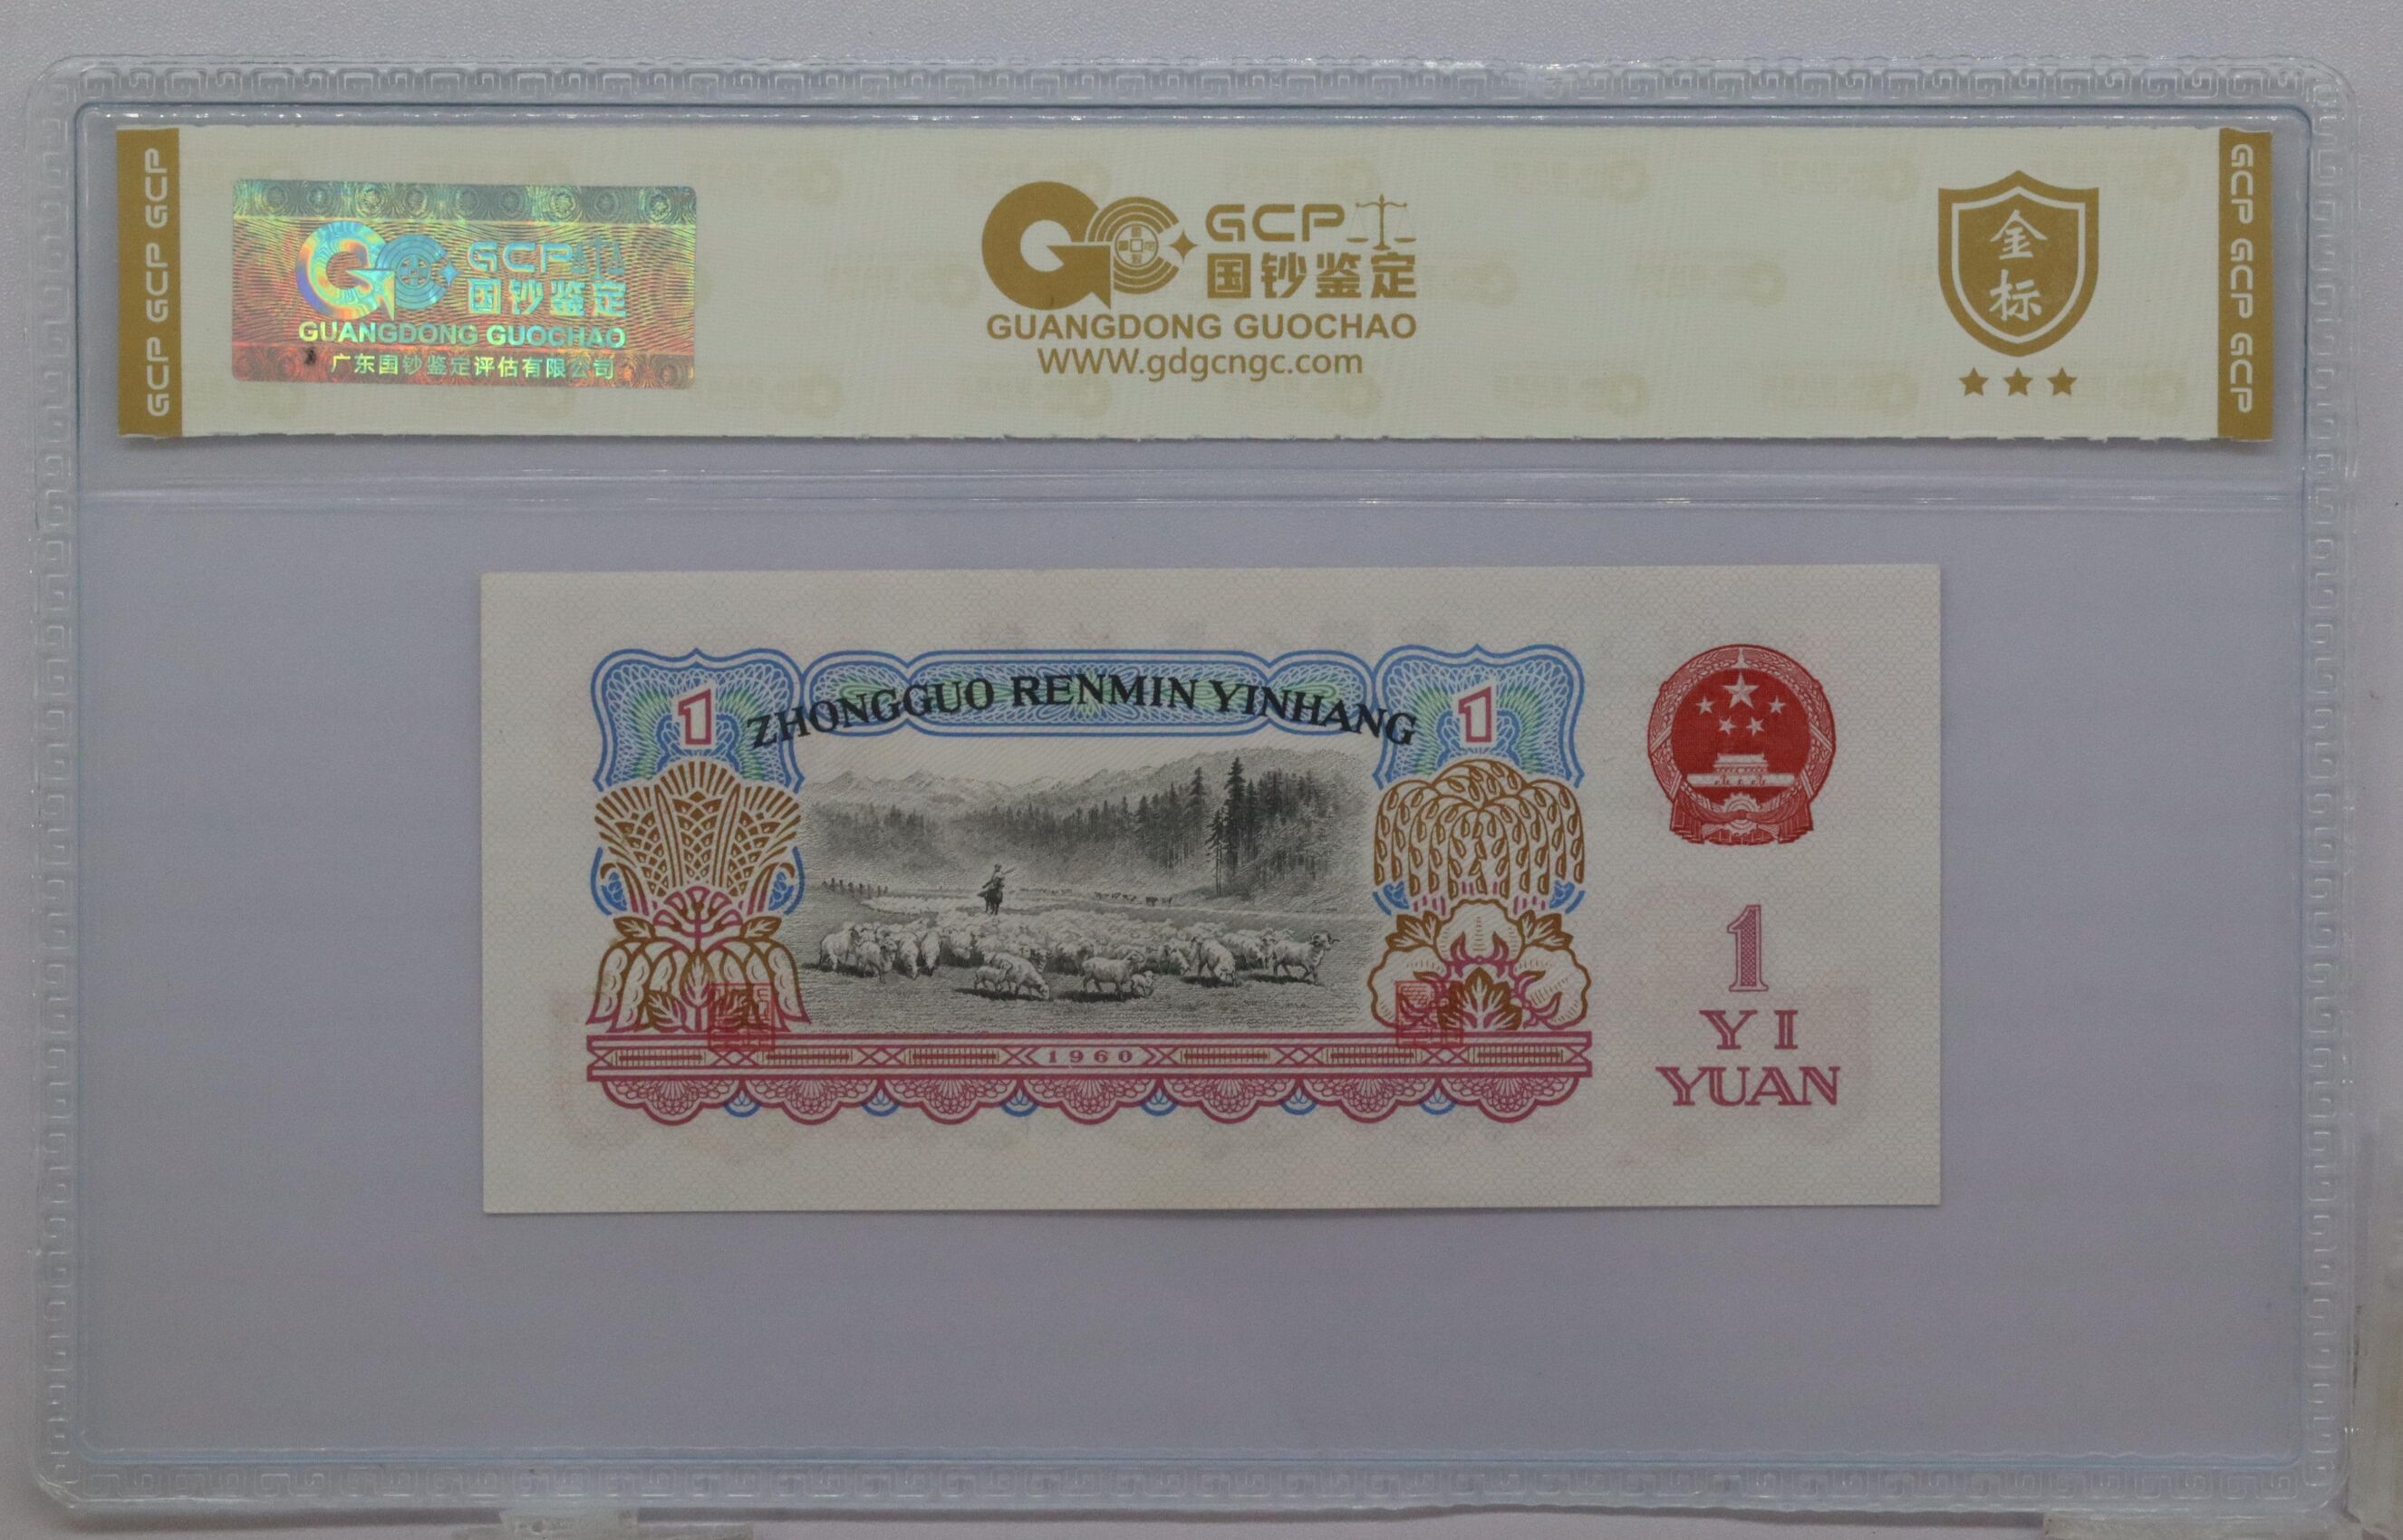 GCP GCP GCP
GCP
国钞鉴定
GUANGDONG GUOCHAO
广东国钞鉴定评估有限公司
GCP
国钞鉴定
GUANGDONG GUOCHAO
WWW.gdgcngc.com
金
标
GCP GCP GCP
1
ZHONGGUO RENMIN YINHANG
1
1
YI
YUAN
1960